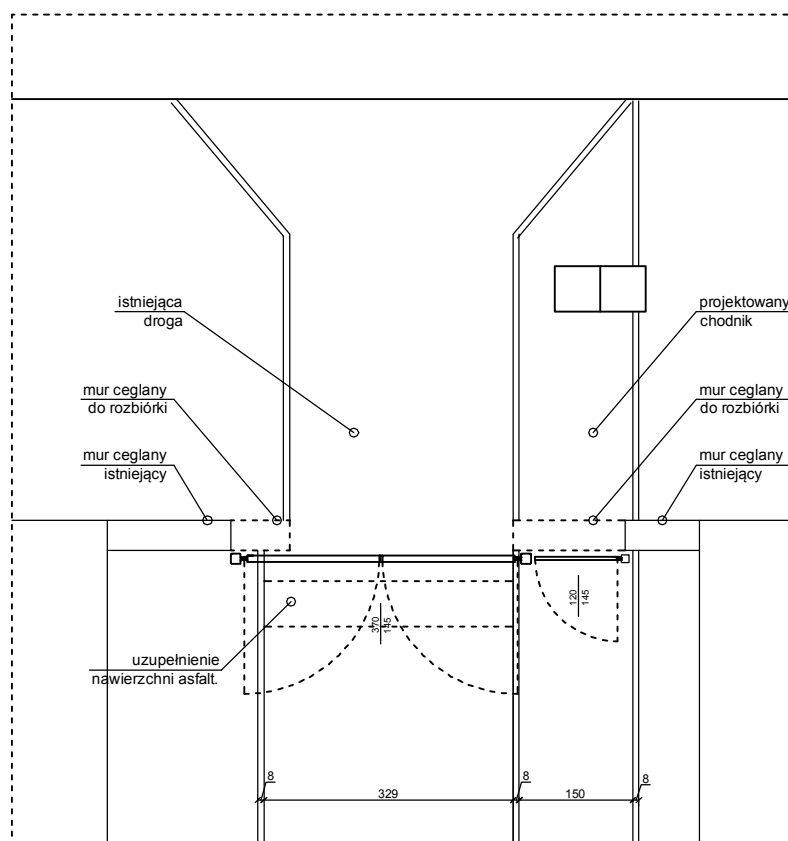 istniejąca
droga
projektowany
chodnik
mur ceglany
do rozbiórki
mur ceglany
do rozbiórki
mur ceglany
istniejący
mur ceglany
istniejący
120
145
370
145
uzupełnienie
nawierzchni asfalt.
8
329
8
150
8